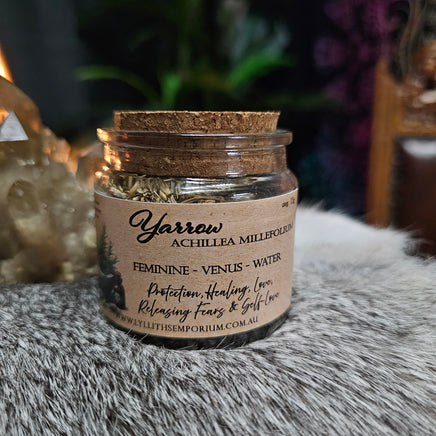 Yarrow
ACHILLEA MILLEFOLIUM
FEMININE - VENUS - WATER
Protection, Healing, Love,
Releasing Fears & Self-Love
WWW.LYLLITHSEMPORIUM.COM.AU